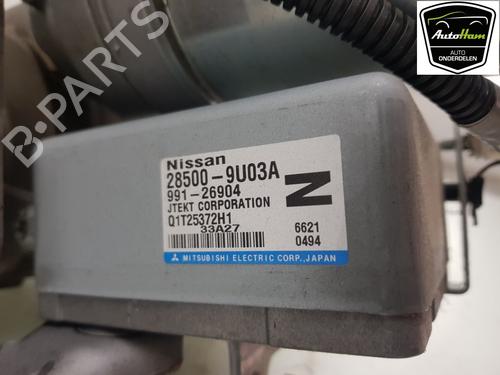 AutoHam
AUTO
ONDERDELEN
B-PARTS
Nissan
28500-9U03A
991-26904
JTEKT CORPORATION
Q1T25372H1
33A27
N
6621
0494
MITSUBISHI ELECTRIC CORP., JAPAN